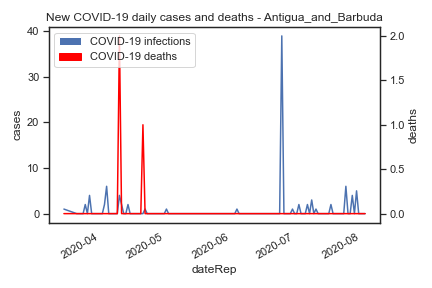 New COVID-19 daily cases and deaths - Antigua_and_Barbuda
COVID-19 infections
COVID-19 deaths
40
30
20
10
0
cases
2.0
1.5
1.0
0.5
0.0
deaths
2020-04
2020-05
2020-06
2020-07
2020-08
dateRep